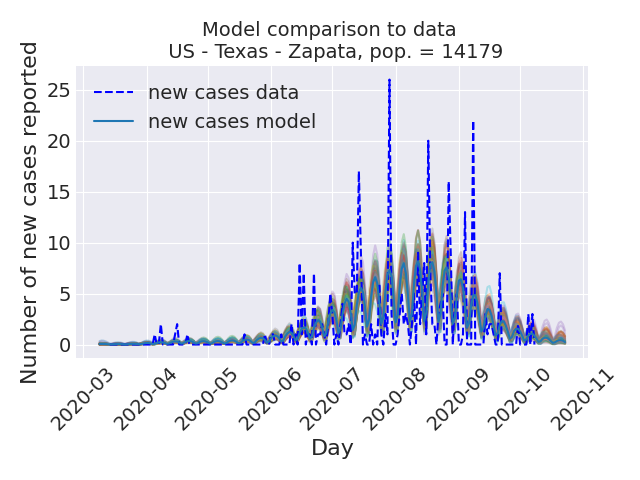 Model comparison to data
US - Texas - Zapata, pop. = 14179
Number of new cases reported
25
20
15
10
5
0
new cases data
new cases model
2020-03
2020-04
2020-05
2020-06
2020-07
2020-08
2020-09
2020-10
2020-11
Day